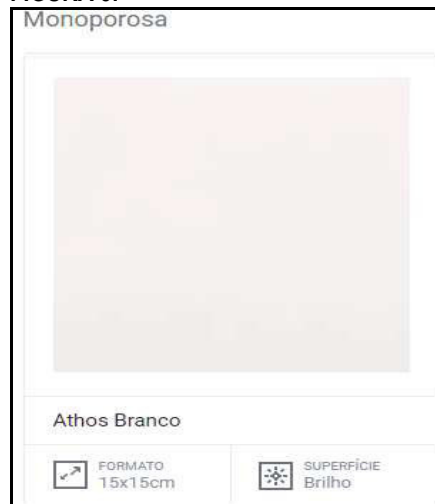 Monoporosa
Athos Branco
FORMATO
15x15cm
SUPERFÍCIE
Brilho